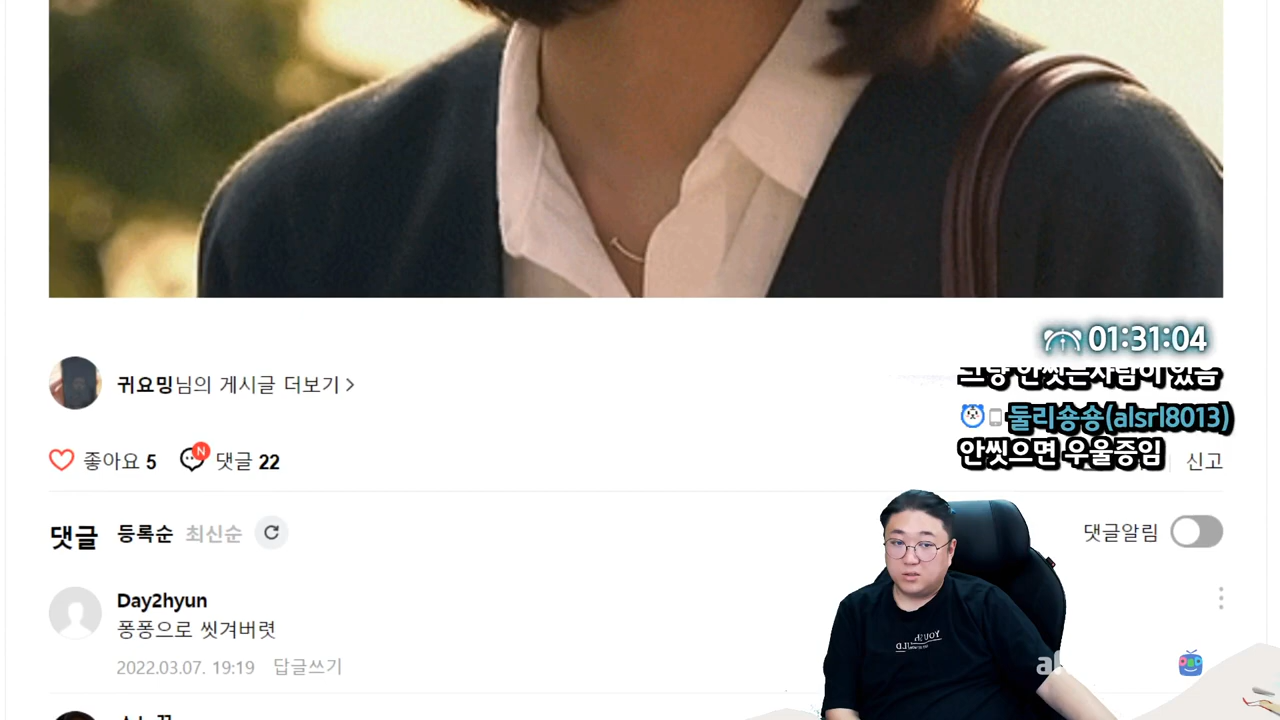 01:31:04
그냥 안씻는사람이 있음
귀요밍님의 게시글 더보기 >
둘리숑숑(alsrl8013)
안씻으면 우울증임
좋아요 5 N 댓글 22
신고
댓글 등록순 최신순
댓글알림
Day2hyun
퐁퐁으로 씻겨버렷
2022.03.07. 19:19 답글쓰기